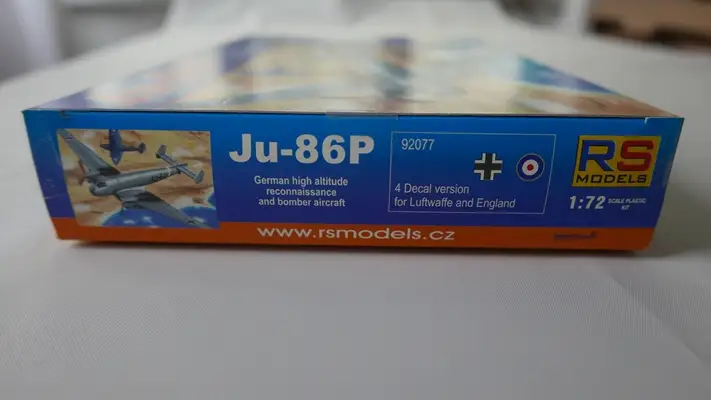 Ju-86P
German high altitude
reconnaissance
and bomber aircraft
92077
4 Decal version
for Luftwaffe and England
RS
MODELS
1:72 SCALE PLASTIC
KIT
www.rsmodels.cz